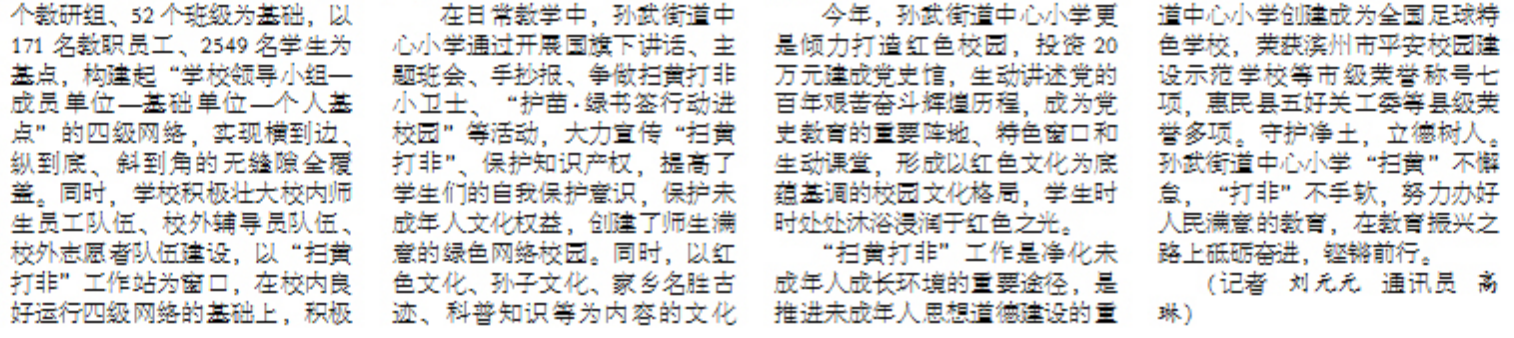 个教研组、52个班级为基础，以
171名教职员工、2549名学生为
基点，构建起“学校领导小组—
成员单位—基础单位—个人基
点”的四级网络，实现横到边、
纵到底、斜到角的无缝隙全覆
盖。同时，学校积极壮大校内师
生员工队伍、校外辅导员队伍、
校外志愿者队伍建设，以“扫黄
打非”工作站为窗口，在校内良
好运行四级网络的基础上，积极
在日常教学中，孙武街道中
心小学通过开展国旗下讲话、主
题班会、手抄报、争做扫黄打非
小卫士、“护苗·绿书签行动进
校园”等活动，大力宣传“扫黄
打非”、保护知识产权，提高了
学生们的自我保护意识，保护未
成年人文化权益，创建了师生满
意的绿色网络校园。同时，以红
色文化、孙子文化、家乡名胜古
迹、科普知识等为内容的文化
今年，孙武街道中心小学更
是倾力打造红色校园，投资20
万元建成党史馆，生动讲述党的
百年艰苦奋斗辉煌历程，成为党
史教育的重要阵地、特色窗口和
生动课堂，形成以红色文化为底
蕴基调的校园文化格局，学生时
时处处沐浴浸润于红色之光。
“扫黄打非”工作是净化未
成年人成长环境的重要途径，是
推进未成年人思想道德建设的重
道中心小学创建成为全国足球特
色学校，荣获滨州市平安校园建
设示范学校等市级荣誉称号七
项，惠民县五好关工委等县级荣
誉多项。守护净土，立德树人。
孙武街道中心小学“扫黄”不懈
怠，“打非”不手软，努力办好
人民满意的教育，在教育振兴之
路上砥砺奋进，铿锵前行。
（记者 刘元元 通讯员 高
琳）